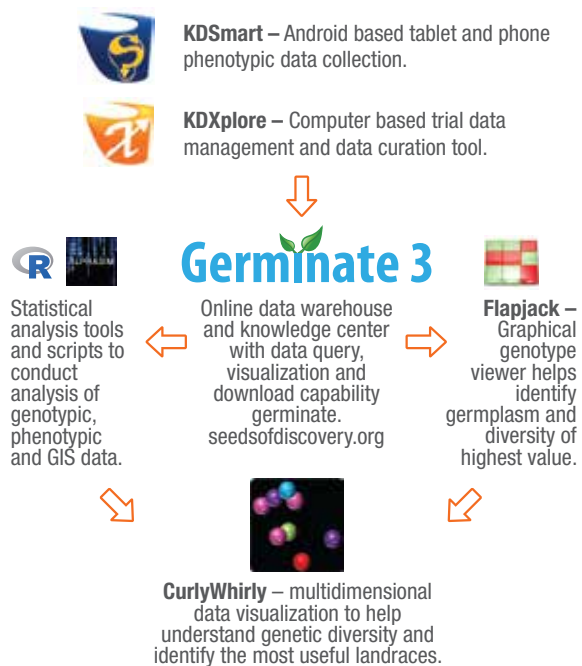 KDSmart – Android based tablet and phone
phenotypic data collection.
KDXplore – Computer based trial data
management and data curation tool.
R
ALPHASIM
Statistical
analysis tools
and scripts to
conduct
analysis of
genotypic,
phenotypic
and GIS data.
Germinate 3
Online data warehouse
and knowledge center
with data query,
visualization and
download capability
germinate.
seedsofdiscovery.org
Flapjack –
Graphical
genotype
viewer helps
identify
germplasm and
diversity of
highest value.
CurlyWhirly – multidimensional
data visualization to help
understand genetic diversity and
identify the most useful landraces.